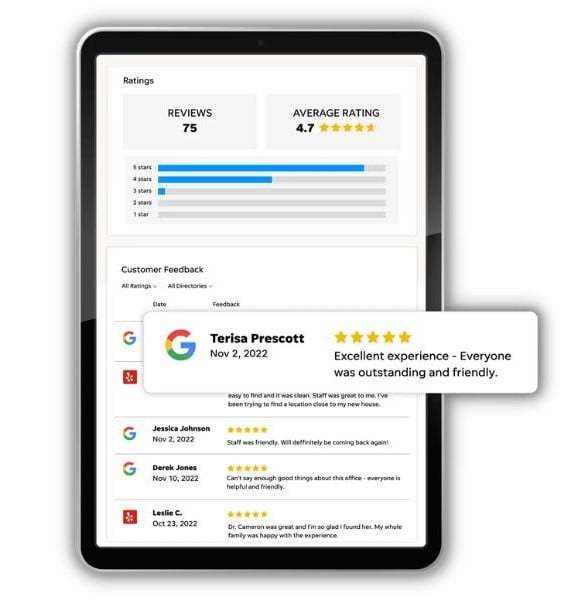 Ratings
REVIEWS
75
AVERAGE RATING
4.7
5 stars
4 stars
3 stars
2 stars
1 star
Customer Feedback
All Ratings
All Directories
Date Feedback
Terisa Prescott
Nov 2, 2022
Excellent experience - Everyone
was outstanding and friendly.
easy to find and it was clean. Staff was great to me. I've
been trying to find a location close to my new house.
Jessica Johnson
Nov 2, 2022
Staff was friendly. Will deffinitely be coming back again!
Derek Jones
Nov 10, 2022
Can't say enough good things about this office - everyone is
helpful and friendly.
Leslie C.
Oct 23, 2022
Dr. Cameron was great and I'm so glad I found her. My whole
family was happy with the experience.